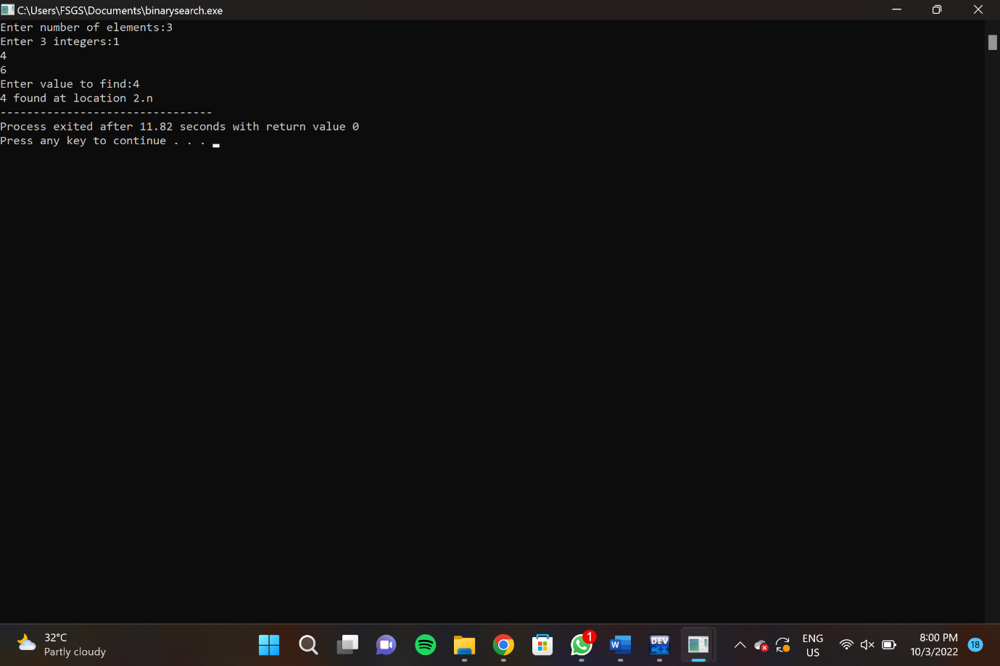 C:\Users\FSGS\Documents\binarysearch.exe
Enter number of elements:3
Enter 3 integers:1
4
6
Enter value to find:4
4 found at location 2.n
--------------------------------
Process exited after 11.82 seconds with return value 0
Press any key to continue . . .
32°C
Partly cloudy
1
W
DEV
C++
ENG
US
8:00 PM
10/3/2022
18